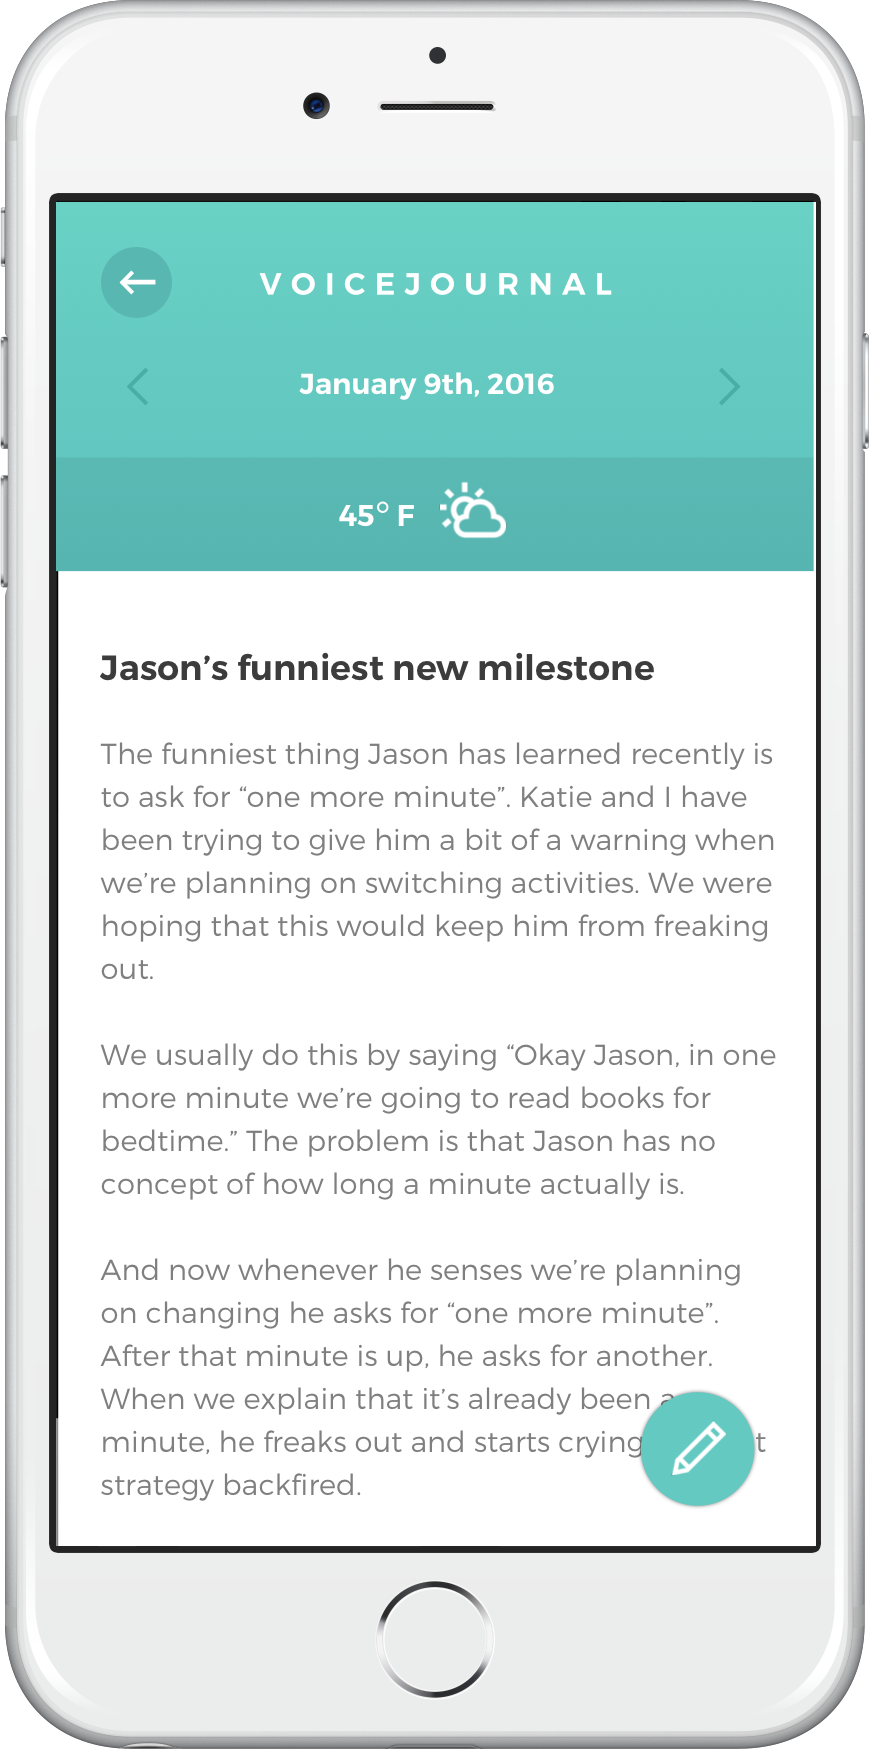 VOICEJOURNAL
January 9th, 2016
45° F
Jason’s funniest new milestone
The funniest thing Jason has learned recently is
to ask for “one more minute”. Katie and I have
been trying to give him a bit of a warning when
we’re planning on switching activities. We were
hoping that this would keep him from freaking
out.
We usually do this by saying “Okay Jason, in one
more minute we’re going to read books for
bedtime.” The problem is that Jason has no
concept of how long a minute actually is.
And now whenever he senses we’re planning
on changing he asks for “one more minute”.
After that minute is up, he asks for another.
When we explain that it’s already been a
minute, he freaks out and starts crying
strategy backfired.